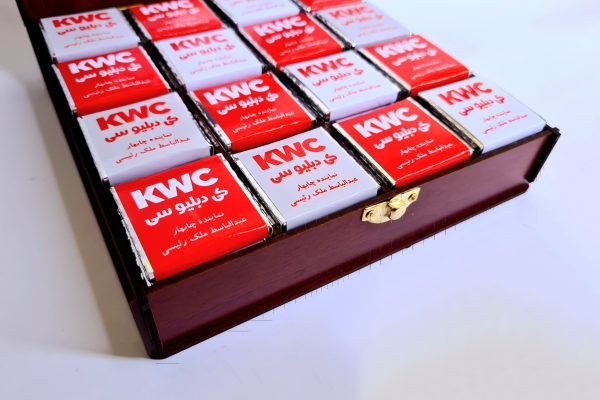 KWC
کی دبلیو سی
نماینده چابهار
عبدالباسط ملک رئیسی